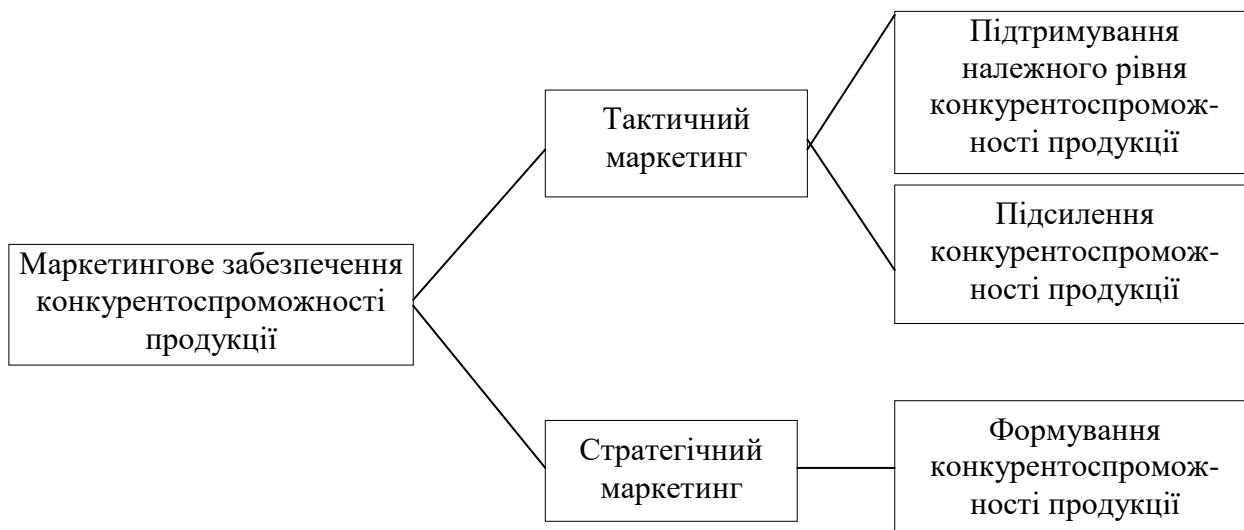 Підтримування
належного рівня
конкурентоспромож-
ності продукції
Тактичний
маркетинг
Підсилення
конкурентоспромож-
ності продукції
Маркетингове забезпечення
конкурентоспроможності
продукції
Стратегічний
маркетинг
Формування
конкурентоспромож-
ності продукції